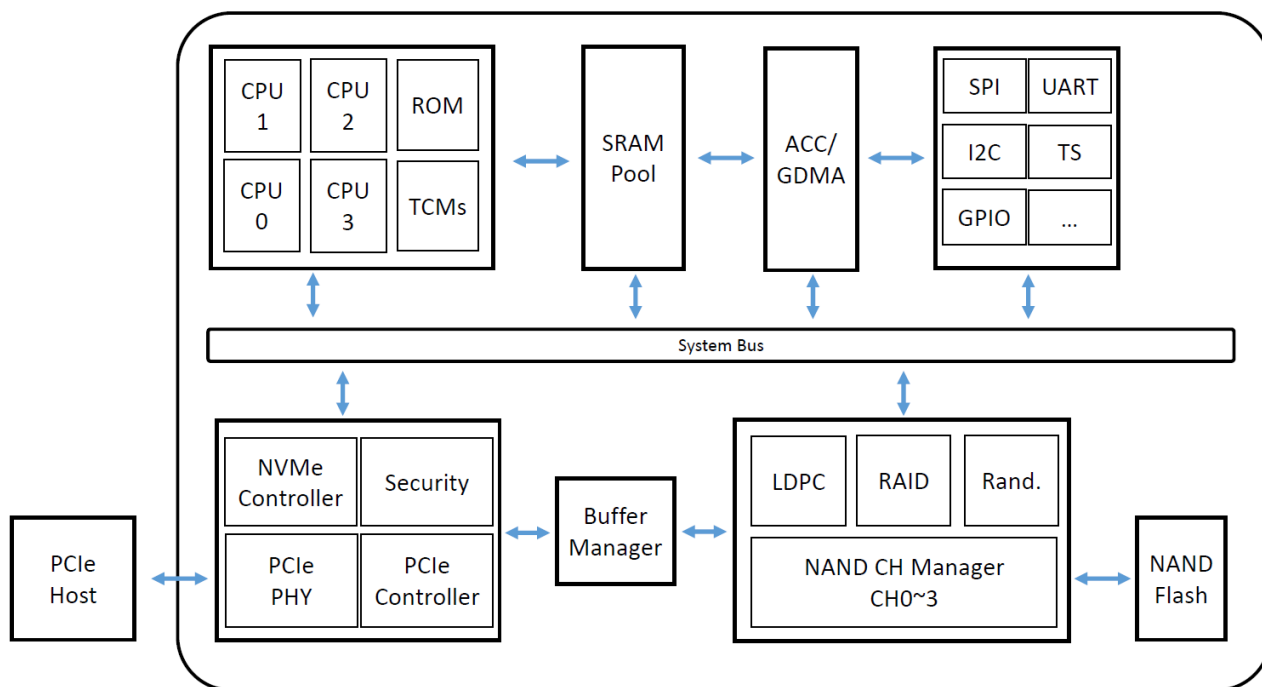 CPU
1
CPU
2
ROM
CPU
0
CPU
3
TCMs
SRAM
Pool
ACC/
GDMA
SPI
UART
I2C
TS
GPIO
...
System Bus
NVMe
Controller
Security
PCIe
PHY
PCIe
Controller
Buffer
Manager
LDPC
RAID
Rand.
NAND CH Manager
CH0~3
PCIe
Host
NAND
Flash